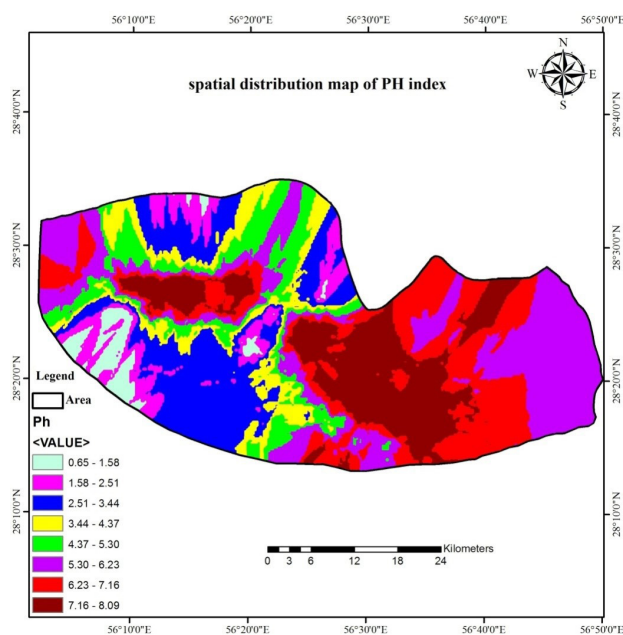 56°10'0"E 56°20'0"E 56°30'0"E 56°40'0"E 56°50'0"E
N
W E
S
spatial distribution map of PH index
28°40'0"N 28°40'0"N
28°30'0"N 28°30'0"N
28°20'0"N 28°20'0"N
28°10'0"N 28°10'0"N
Legend
Area
Ph
<VALUE>
0.65 - 1.58
1.58 - 2.51
2.51 - 3.44
3.44 - 4.37
4.37 - 5.30
5.30 - 6.23
6.23 - 7.16
7.16 - 8.09
Kilometers
0 3 6 12 18 24
56°10'0"E 56°20'0"E 56°30'0"E 56°40'0"E 56°50'0"E